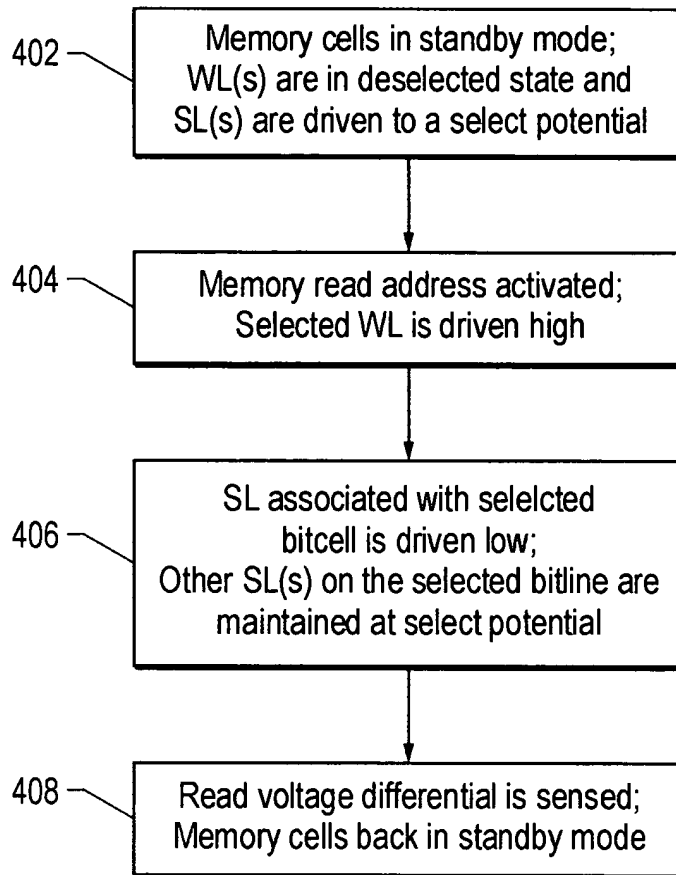 402
Memory cells in standby mode;
WL(s) are in deselected state and
SL(s) are driven to a select potential
404
Memory read address activated;
Selected WL is driven high
406
SL associated with selelcted
bitcell is driven low;
Other SL(s) on the selected bitline are
maintained at select potential
408
Read voltage differential is sensed;
Memory cells back in standby mode